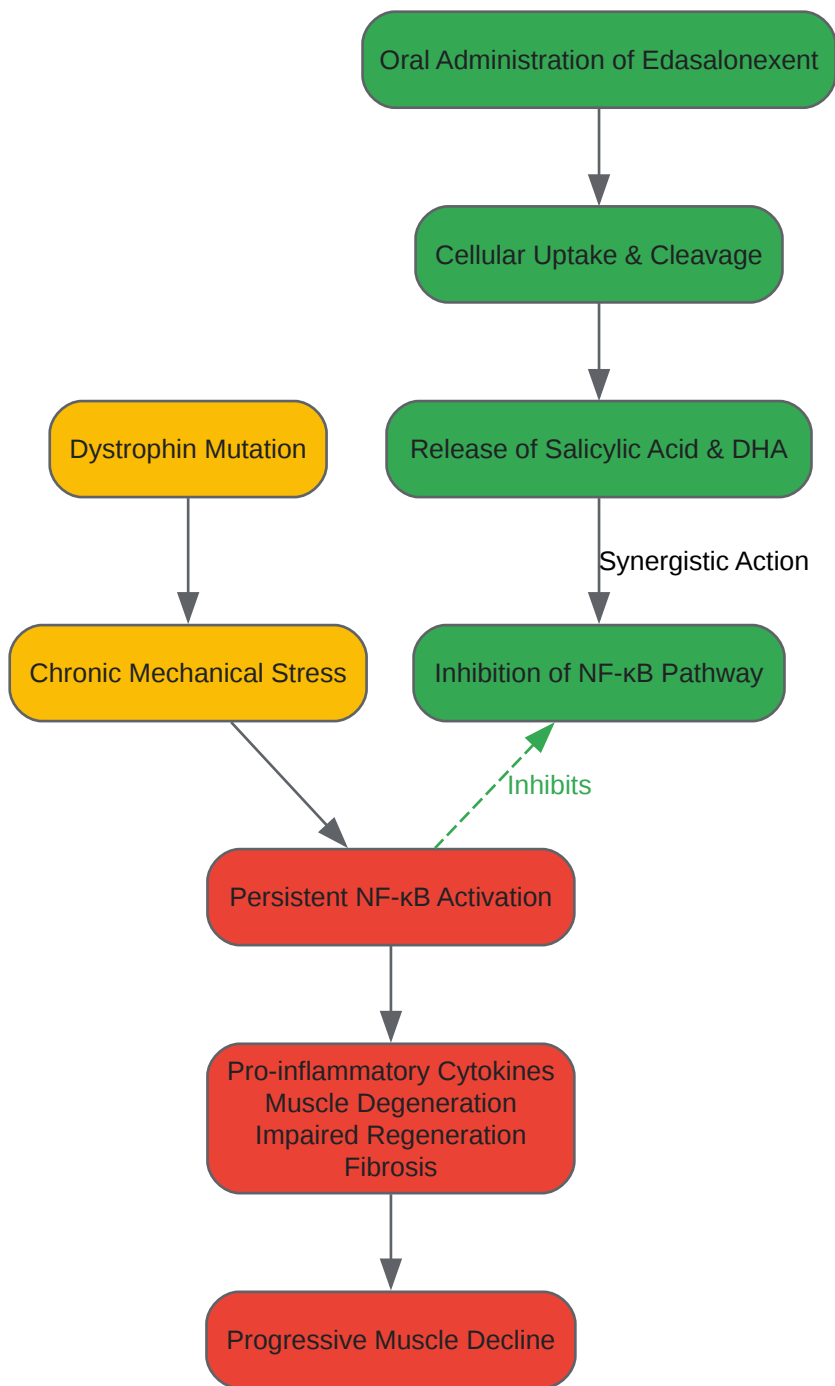 Oral Administration of Edasalonexent
Cellular Uptake & Cleavage
Dystrophin Mutation
Release of Salicylic Acid & DHA
Synergistic Action
Chronic Mechanical Stress
Inhibition of NF-κB Pathway
Inhibits
Persistent NF-κB Activation
Pro-inflammatory Cytokines
Muscle Degeneration
Impaired Regeneration
Fibrosis
Progressive Muscle Decline